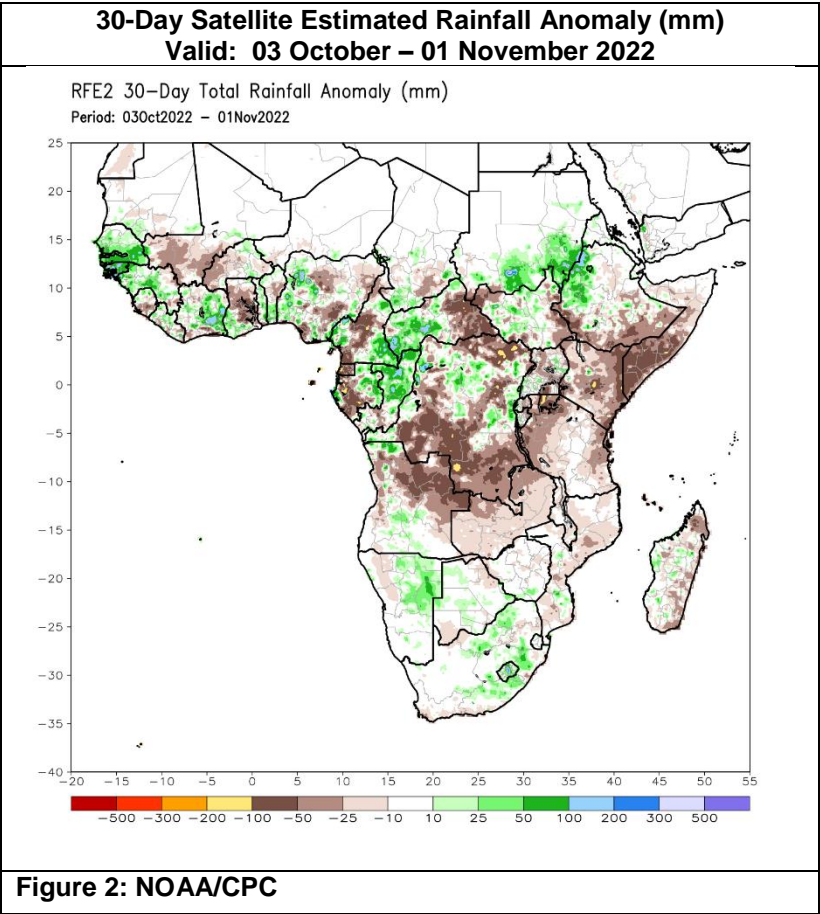 30-Day Satellite Estimated Rainfall Anomaly (mm)
Valid: 03 October – 01 November 2022
RFE2 30-Day Total Rainfall Anomaly (mm)
Period: 03Oct2022 – 01Nov2022
25
20
15
10
5
0
-5
-10
-15
-20
-25
-30
-35
-40
-20 -15 -10 -5 0 5 10 15 20 25 30 35 40 45 50 55
-500 -300 -200 -100 -50 -25 -10 10 25 50 100 200 300 500
Figure 2: NOAA/CPC